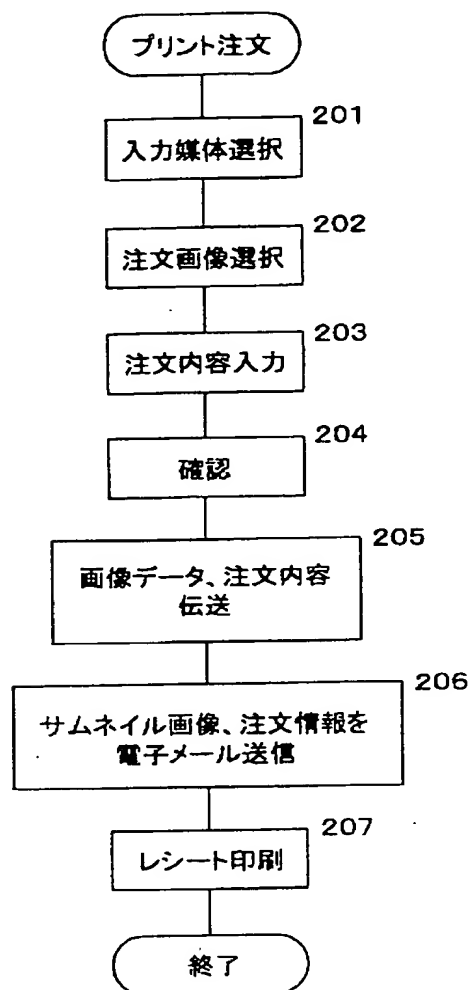 プリント注文
201
入力媒体選択
202
注文画像選択
203
注文内容入力
204
確認
205
画像データ、注文内容
伝送
206
サムネイル画像、注文情報を
電子メール送信
207
レシート印刷
終了